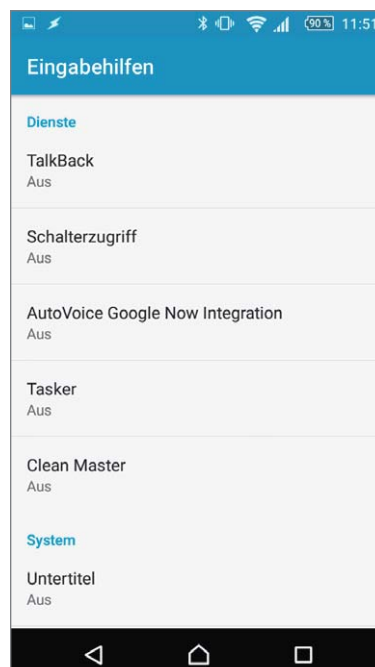 90% 11:51
Eingabehilfen
Dienste
TalkBack
Aus
Schalterzugriff
Aus
AutoVoice Google Now Integration
Aus
Tasker
Aus
Clean Master
Aus
System
Untertitel
Aus